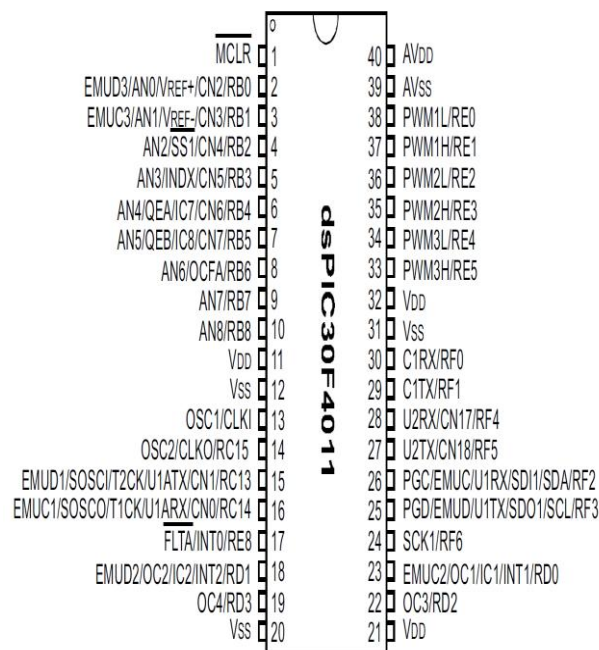 MCLR 1
EMUD3/AN0/VREF+/CN2/RB0 2
EMUC3/AN1/VREF-/CN3/RB1 3
AN2/SS1/CN4/RB2 4
AN3/INDX/CN5/RB3 5
AN4/QEA/IC7/CN6/RB4 6
AN5/QEB/IC8/CN7/RB5 7
AN6/OCFA/RB6 8
AN7/RB7 9
AN8/RB8 10
VDD 11
VSS 12
OSC1/CLKI 13
OSC2/CLKO/RC15 14
EMUD1/SOSCI/T2CK/U1ATX/CN1/RC13 15
EMUC1/SOSCO/T1CK/U1ARX/CN0/RC14 16
FLTA/INT0/RE8 17
EMUD2/OC2/IC2/INT2/RD1 18
OC4/RD3 19
VSS 20
dsPIC30F4011
40 AVDD
39 AVSS
38 PWM1L/RE0
37 PWM1H/RE1
36 PWM2L/RE2
35 PWM2H/RE3
34 PWM3L/RE4
33 PWM3H/RE5
32 VDD
31 VSS
30 C1RX/RF0
29 C1TX/RF1
28 U2RX/CN17/RF4
27 U2TX/CN18/RF5
26 PGC/EMUC/U1RX/SDI1/SDA/RF2
25 PGD/EMUD/U1TX/SDO1/SCL/RF3
24 SCK1/RF6
23 EMUC2/OC1/IC1/INT1/RD0
22 OC3/RD2
21 VDD